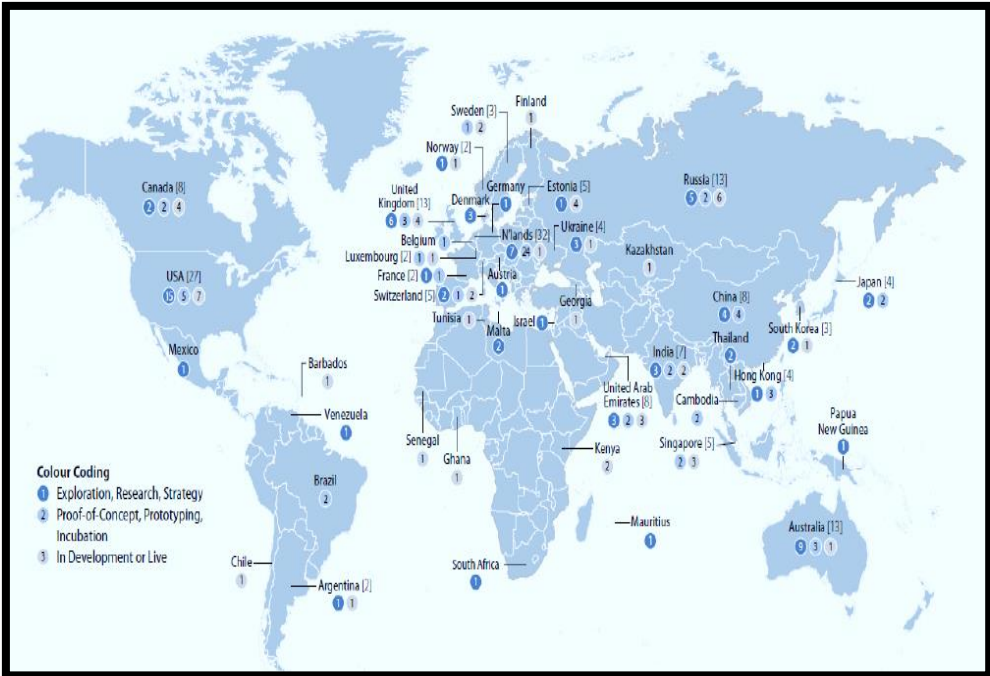 Finland
1
Sweden [3]
1 2
Norway [2]
1 1
Germany
1
Denmark
3
Estonia [5]
1 4
United
Kingdom [13]
6 3 4
Canada [8]
2 2 4
Russia [13]
5 2 6
Belgium 1
N'lands [32]
7 24 1
Ukraine [4]
3 1
Luxembourg [2] 1 1
France [2] 1 1
Austria
1
Kazakhstan
1
USA [27]
15 5 7
Switzerland [5] 2 1 2
Georgia
1
China [8]
4 4
Japan [4]
2 2
Tunisia 1
Malta
2
Israel 1
South Korea [3]
2 1
Mexico
1
Thailand
2
India [7]
3 2 2
Hong Kong [4]
1 3
Barbados
1
United Arab
Emirates [8]
3 2 3
Cambodia
2
Venezuela
1
Papua
New Guinea
1
Senegal
1
Ghana
1
Kenya
2
Singapore [5]
2 3
Colour Coding
1 Exploration, Research, Strategy
2 Proof-of-Concept, Prototyping,
Incubation
3 In Development or Live
Brazil
2
Mauritius
1
Australia [13]
9 3 1
Chile
1
South Africa
1
Argentina [2]
1 1